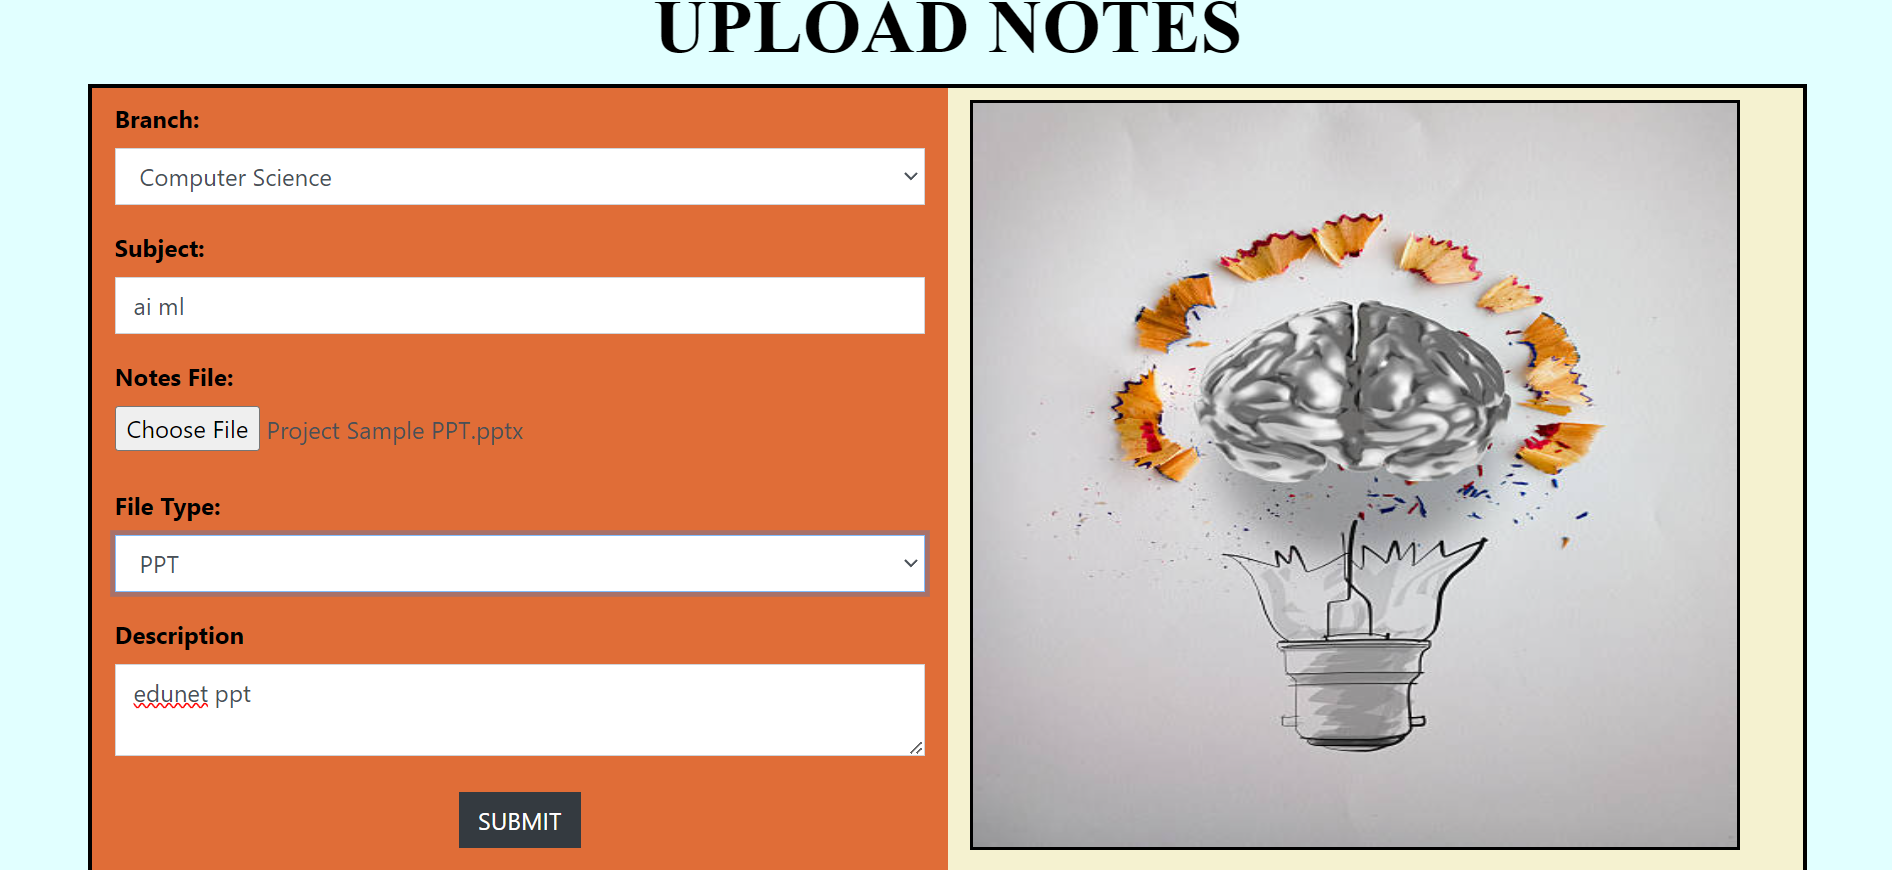 UPLOAD NOTES
Branch:
Computer Science
Subject:
ai ml
Notes File:
Choose File Project Sample PPT.pptx
File Type:
PPT
Description
edunet ppt
SUBMIT